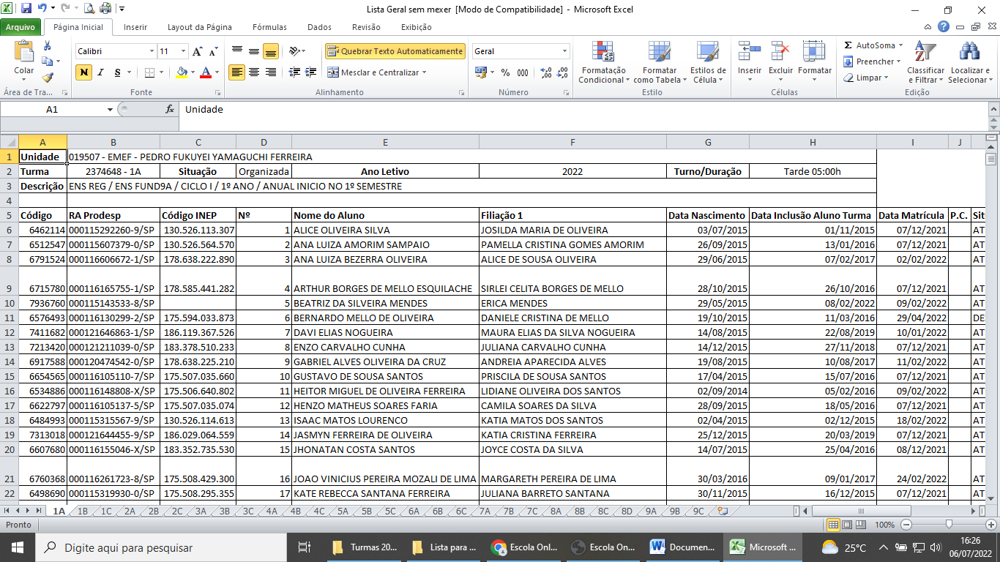 Lista Geral sem mexer [Modo de Compatibilidade] - Microsoft Excel
Arquivo Página Inicial Inserir Layout da Página Fórmulas Dados Revisão Exibição
Colar Calibri 11 Quebrar Texto Automaticamente Geral Formatação Condicional Formatar como Tabela Estilos de Célula Inserir Excluir Formatar AutoSoma Preencher Limpar Classificar e Filtrar Localizar e Selecionar
N I S Mesclar e Centralizar % 000
Área de Tra... Fonte Alinhamento Número Estilo Células Edição
A1 fx Unidade
A B C D E F G H I J
1 Unidade 019507 - EMEF - PEDRO FUKUYEI YAMAGUCHI FERREIRA
2 Turma 2374648 - 1A Situação Organizada Ano Letivo 2022 Turno/Duração Tarde 05:00h
3 Descrição ENS REG / ENS FUND9A / CICLO I / 1º ANO / ANUAL INICIO NO 1º SEMESTRE
4
5 Código RA Prodesp Código INEP Nº Nome do Aluno Filiação 1 Data Nascimento Data Inclusão Aluno Turma Data Matrícula P.C. Sit
6 6462114 000115292260-9/SP 130.526.113.307 1 ALICE OLIVEIRA SILVA JOSILDA MARIA DE OLIVEIRA 03/07/2015 01/11/2015 07/12/2021 AT
7 6512547 000115607379-0/SP 130.526.564.570 2 ANA LUIZA AMORIM SAMPAIO PAMELLA CRISTINA GOMES AMORIM 26/09/2015 13/01/2016 07/12/2021 AT
8 6791524 000116606672-1/SP 178.638.222.890 3 ANA LUIZA BEZERRA OLIVEIRA ALICE DE SOUSA OLIVEIRA 29/06/2015 07/02/2017 02/02/2022 AT
9 6715780 000116165755-1/SP 178.585.441.282 4 ARTHUR BORGES DE MELLO ESQUILACHE SIRLEI CELITA BORGES DE MELLO 28/10/2015 26/10/2016 07/12/2021 AT
10 7936760 000115143533-8/SP 5 BEATRIZ DA SILVEIRA MENDES ERICA MENDES 29/05/2015 08/02/2022 09/02/2022 AT
11 6576493 000116130299-2/SP 175.594.033.873 6 BERNARDO MELLO DE OLIVEIRA DANIELE CRISTINA DE MELLO 19/10/2015 11/03/2016 29/04/2022 DE
12 7411682 000121646863-1/SP 186.119.367.526 7 DAVI ELIAS NOGUEIRA MAURA ELIAS DA SILVA NOGUEIRA 14/08/2015 22/08/2019 10/01/2022 AT
13 7213420 000121211039-0/SP 183.378.510.233 8 ENZO CARVALHO CUNHA JULIANA CARVALHO CUNHA 14/12/2015 27/11/2018 07/12/2021 AT
14 6917588 000120474542-0/SP 178.638.225.210 9 GABRIEL ALVES OLIVEIRA DA CRUZ ANDREIA APARECIDA ALVES 19/08/2015 10/08/2017 11/02/2022 AT
15 6654565 000116105110-7/SP 175.507.035.660 10 GUSTAVO DE SOUSA SANTOS PRISCILA DE SOUSA SANTOS 17/04/2015 15/07/2016 07/12/2021 AT
16 6534886 000116148808-X/SP 175.506.640.802 11 HEITOR MIGUEL DE OLIVEIRA FERREIRA LIDIANE OLIVEIRA DOS SANTOS 02/09/2014 05/02/2016 09/02/2022 AT
17 6622797 000116105137-5/SP 175.507.035.074 12 HENZO MATHEUS SOARES FARIA CAMILA SOARES DA SILVA 28/09/2015 18/05/2016 07/12/2021 AT
18 6484993 000115315567-9/SP 130.526.114.613 13 ISAAC MATOS LOURENCO KATIA MATOS DOS SANTOS 02/04/2015 02/12/2015 18/02/2022 AT
19 7313018 000121644455-9/SP 186.029.064.559 14 JASMYN FERREIRA DE OLIVEIRA KATIA CRISTINA FERREIRA 25/12/2015 20/03/2019 07/12/2021 AT
20 6607680 000116155046-X/SP 183.352.735.530 15 JHONATAN COSTA SANTOS JOYCE COSTA DA SILVA 14/07/2015 25/04/2016 08/12/2021 AT
21 6760368 000116261723-8/SP 175.508.429.300 16 JOAO VINICIUS PEREIRA MOZALI DE LIMA MARGARETH PEREIRA DE LIMA 30/03/2016 09/01/2017 24/02/2022 AT
22 6498690 000115319930-0/SP 175.508.295.355 17 KATE REBECCA SANTANA FERREIRA JULIANA BARRETO SANTANA 30/11/2015 16/12/2015 07/12/2021 AT
1A 1B 1C 2A 2B 2C 3A 3B 3C 4A 4B 4C 5A 5B 5C 6A 6B 6C 7A 7B 7C 8A 8B 8C 8D 9A 9B 9C
Pronto 100%
Digite aqui para pesquisar Turmas 20... Lista para ... Escola Onl... Escola On... Documen... Microsoft ... 25°C 16:26
06/07/2022